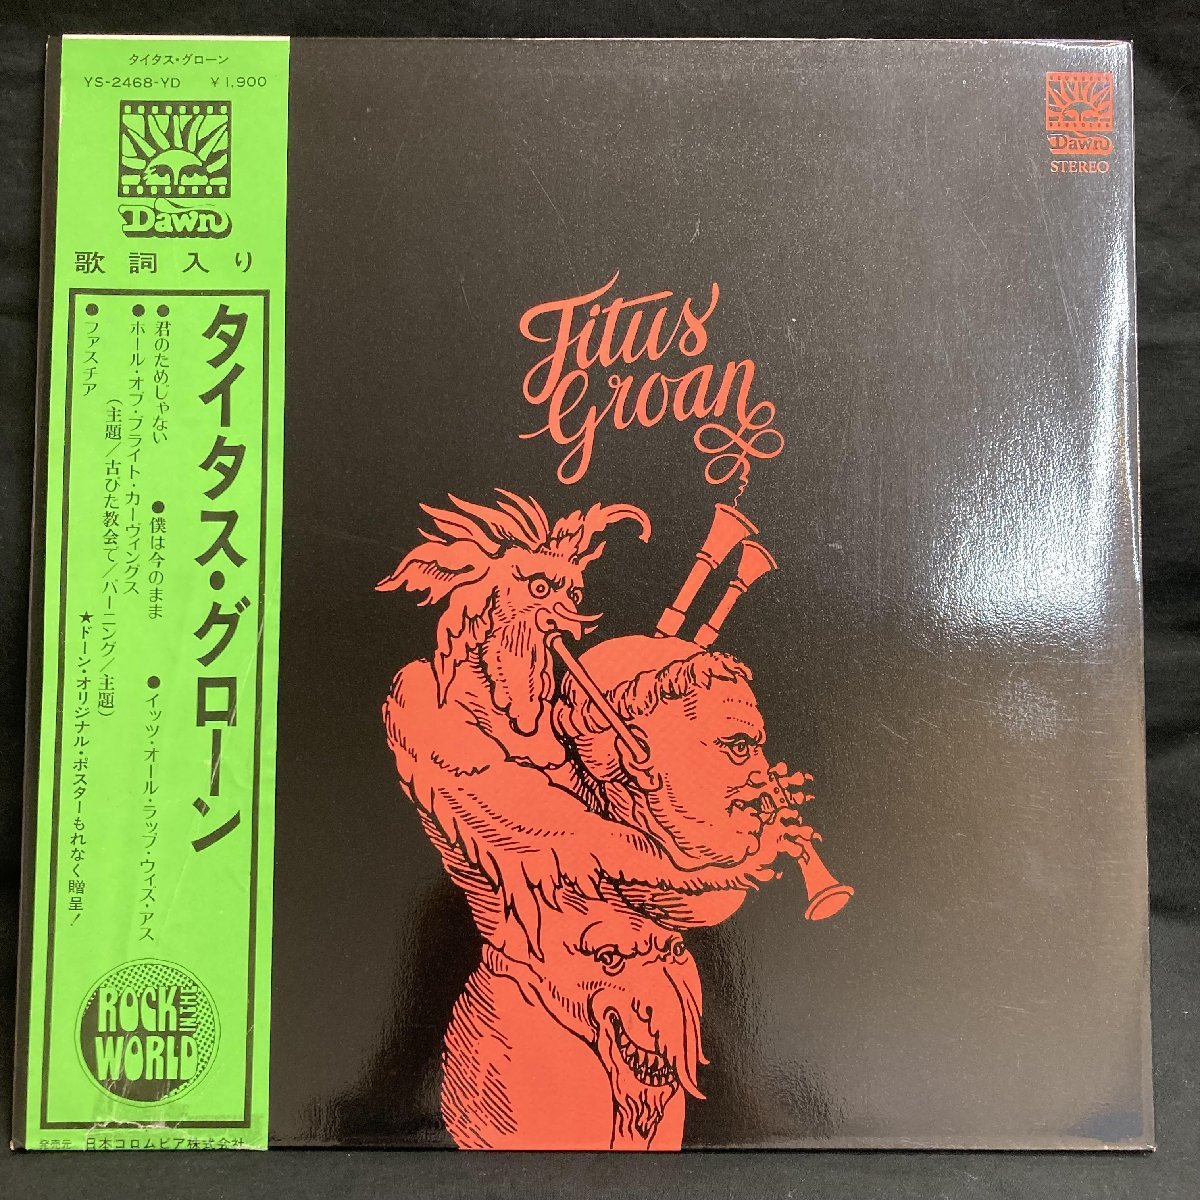 タイタス・グローン
YS-2468-YD ¥1,900
Dawn
歌詞入り
タイタス・グローン
●君のためじゃない ●僕は今のまま ●イッツ・オール・ラップ・ウィズ・アス
●ホール・オブ・ブライト・カーヴィングス
(主題/古びた教会で/バーニング/主題)
●ファスチア ★ドーン・オリジナル・ポスターもれなく贈呈!
ROCK
IN THE
WORLD
発売元 日本コロムビア株式会社
Dawn
STEREO
Titus
Groan